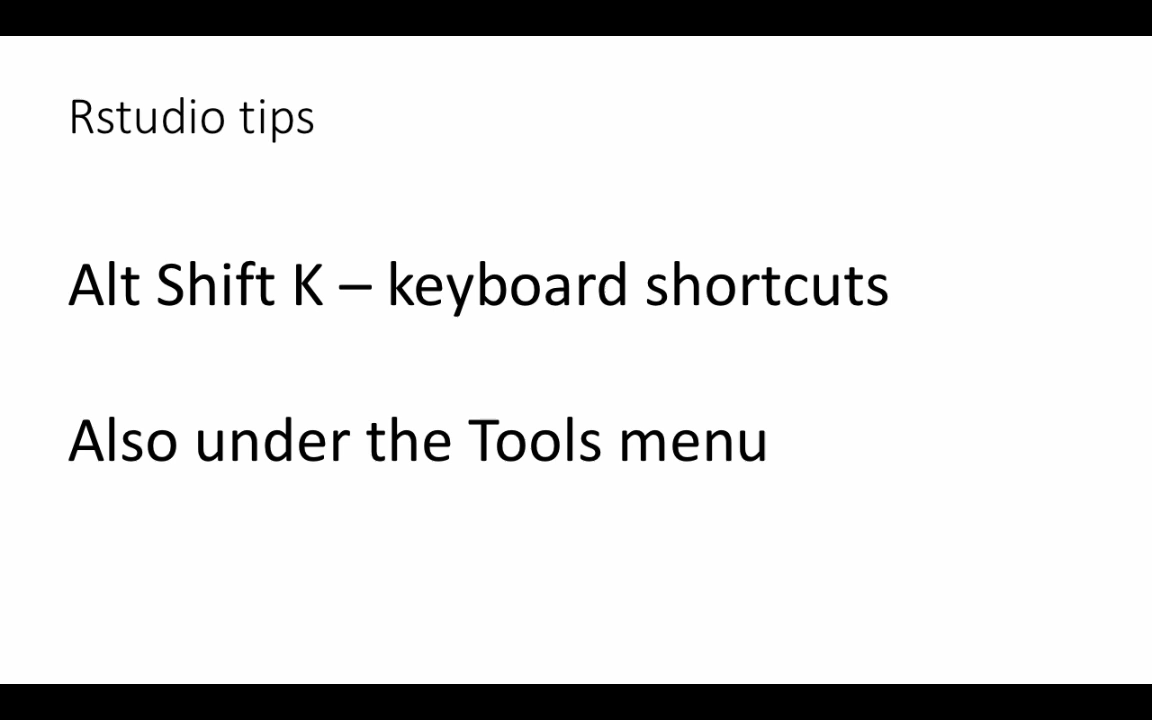 Rstudio tips
Alt Shift K – keyboard shortcuts
Also under the Tools menu